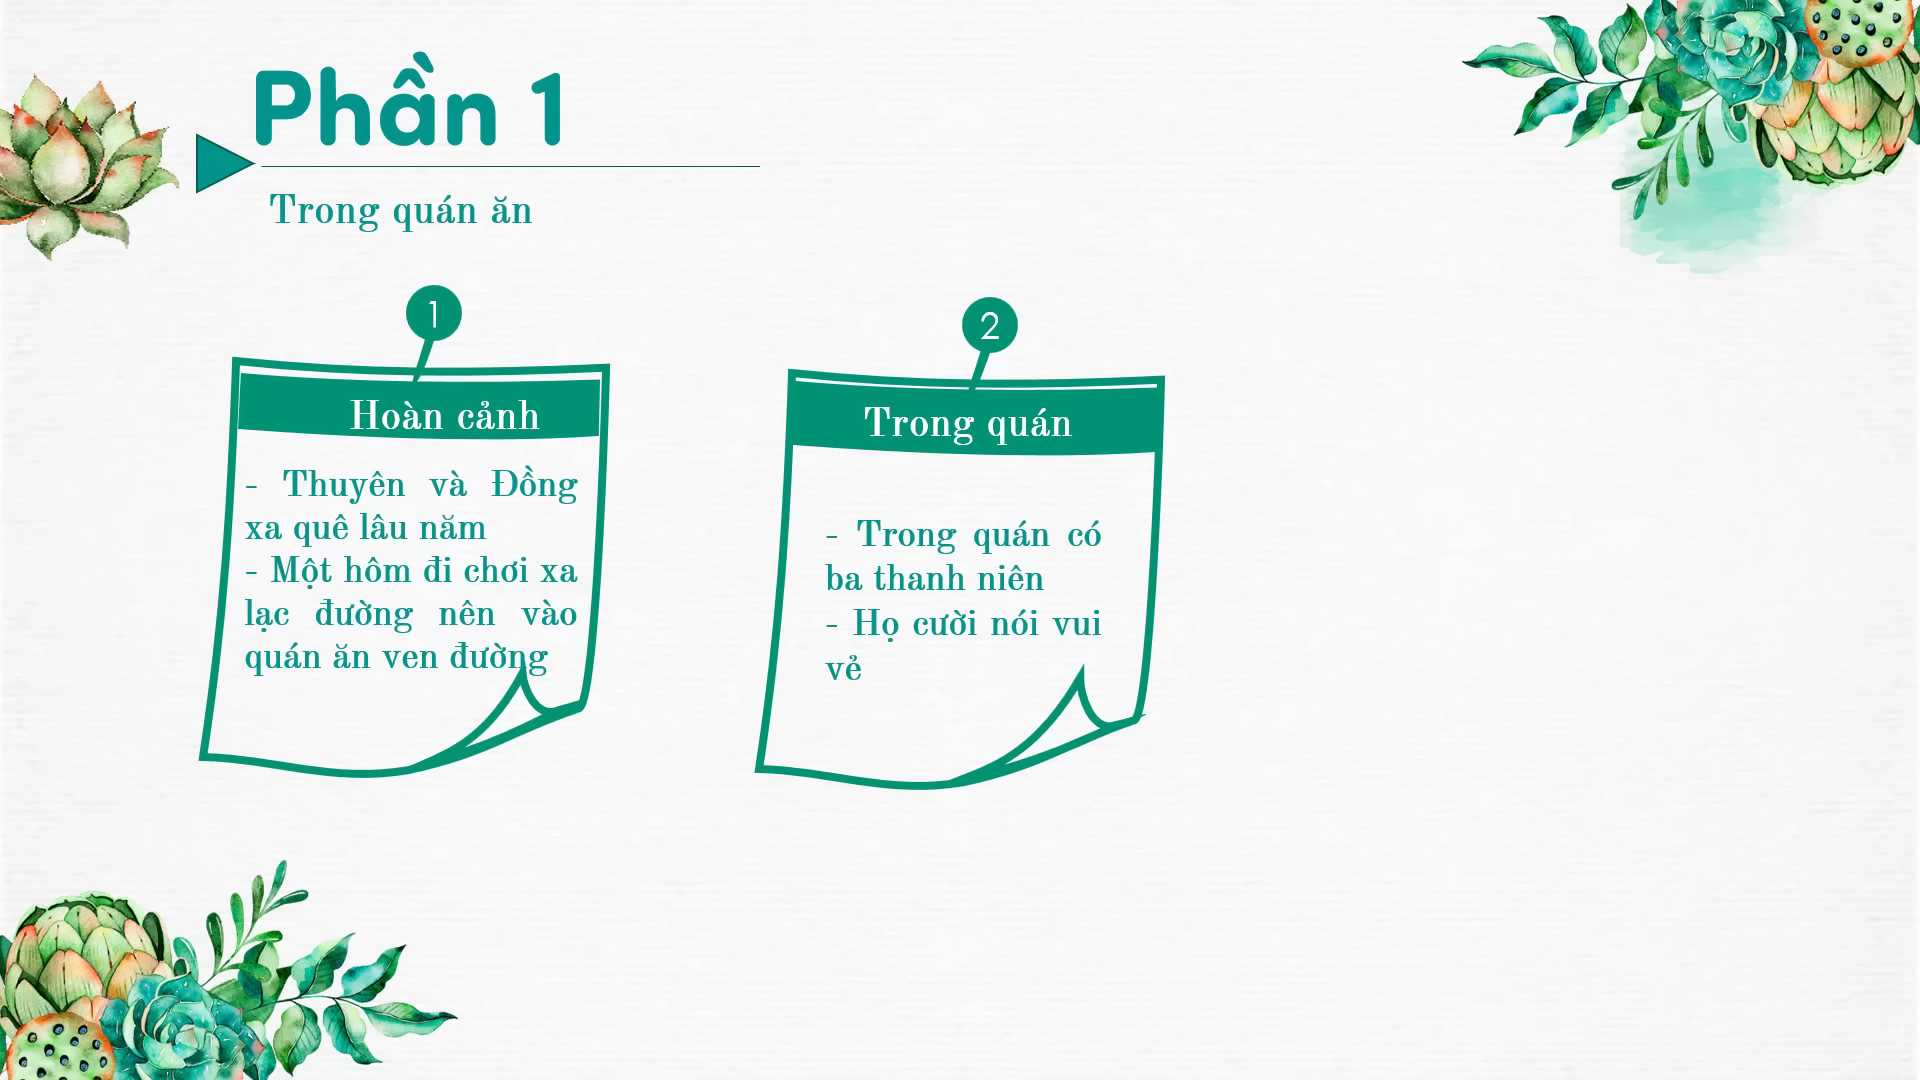 Phần 1
Trong quán ăn
1
Hoàn cảnh
- Thuyên và Đồng
xa quê lâu năm
- Một hôm đi chơi xa
lạc đường nên vào
quán ăn ven đường
2
Trong quán
- Trong quán có
ba thanh niên
- Họ cười nói vui
vẻ